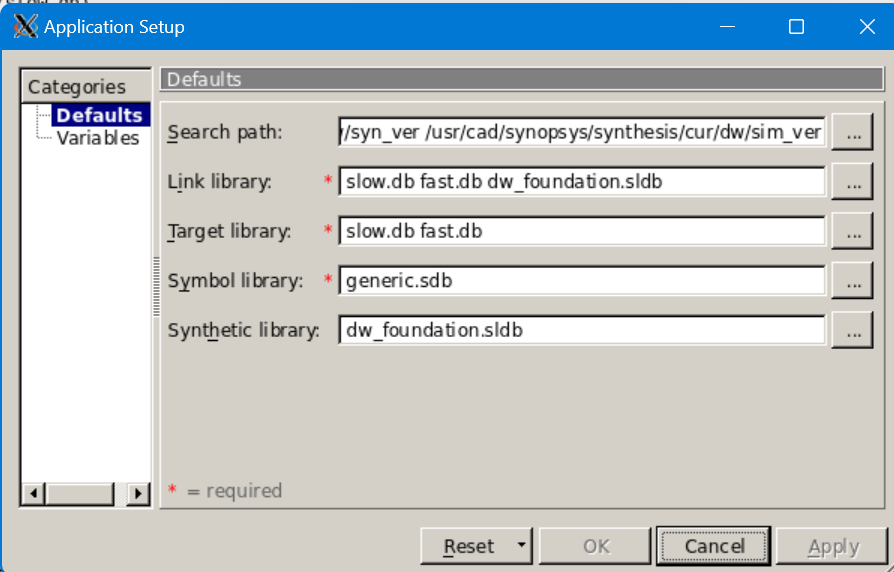 Application Setup
Categories
Defaults
Variables
Defaults
Search path: /syn_ver /usr/cad/synopsys/synthesis/cur/dw/sim_ver ...
Link library: * slow.db fast.db dw_foundation.sldb ...
Target library: * slow.db fast.db ...
Symbol library: * generic.sdb ...
Synthetic library: dw_foundation.sldb ...
* = required
Reset OK Cancel Apply